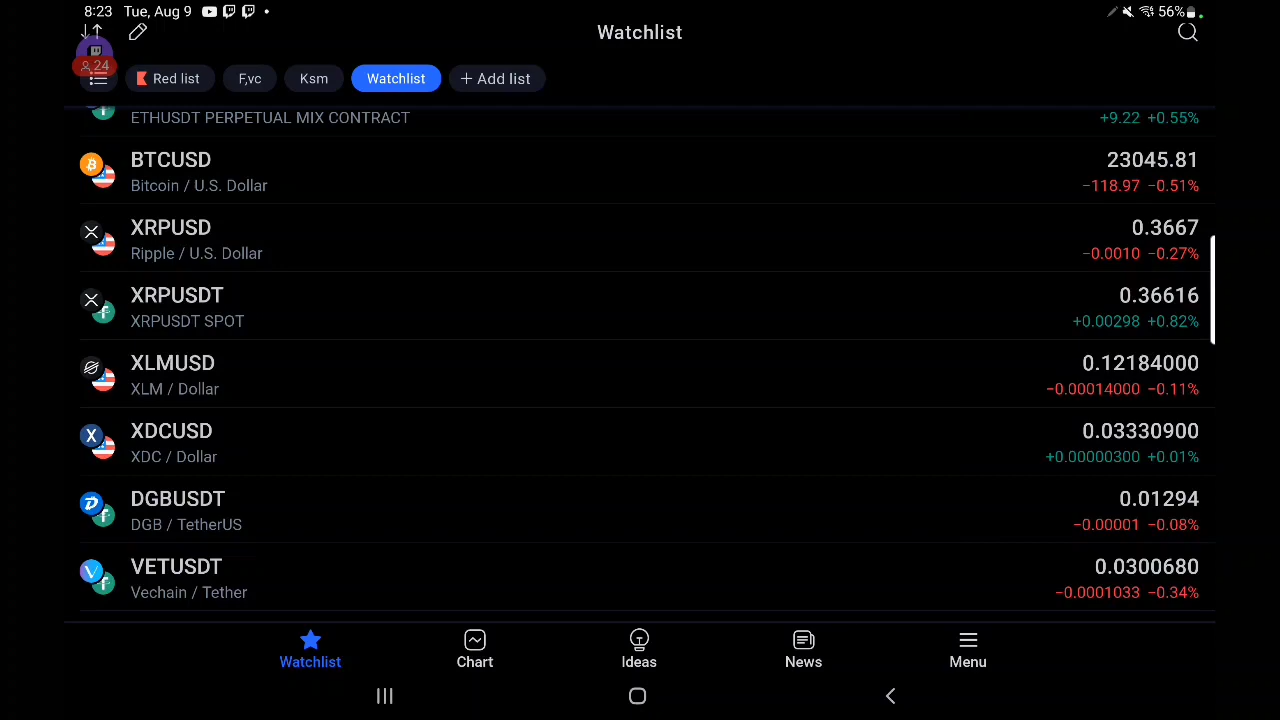 8:23 Tue, Aug 9 56%
Watchlist
24
Red list F,vc Ksm Watchlist + Add list
ETHUSDT PERPETUAL MIX CONTRACT +9.22 +0.55%
BTCUSD 23045.81
Bitcoin / U.S. Dollar −118.97 −0.51%
XRPUSD 0.3667
Ripple / U.S. Dollar −0.0010 −0.27%
XRPUSDT 0.36616
XRPUSDT SPOT +0.00298 +0.82%
XLMUSD 0.12184000
XLM / Dollar −0.00014000 −0.11%
XDCUSD 0.03330900
XDC / Dollar +0.00000300 +0.01%
DGBUSDT 0.01294
DGB / TetherUS −0.00001 −0.08%
VETUSDT 0.0300680
Vechain / Tether −0.0001033 −0.34%
Watchlist Chart Ideas News Menu